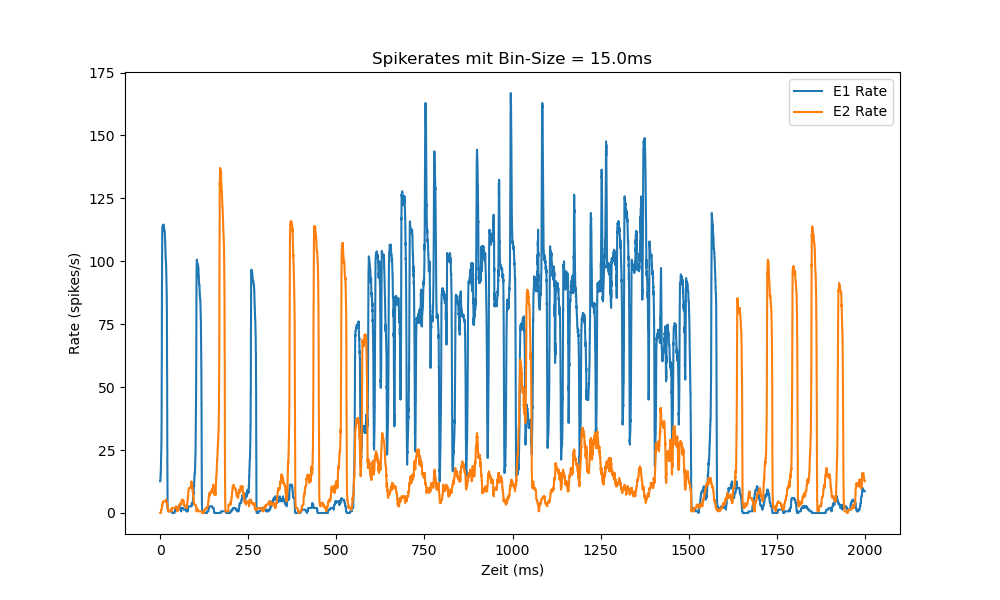 Spikerates mit Bin-Size = 15.0ms
175
150
125
100
75
50
25
0
Rate (spikes/s)
E1 Rate
E2 Rate
0 250 500 750 1000 1250 1500 1750 2000
Zeit (ms)